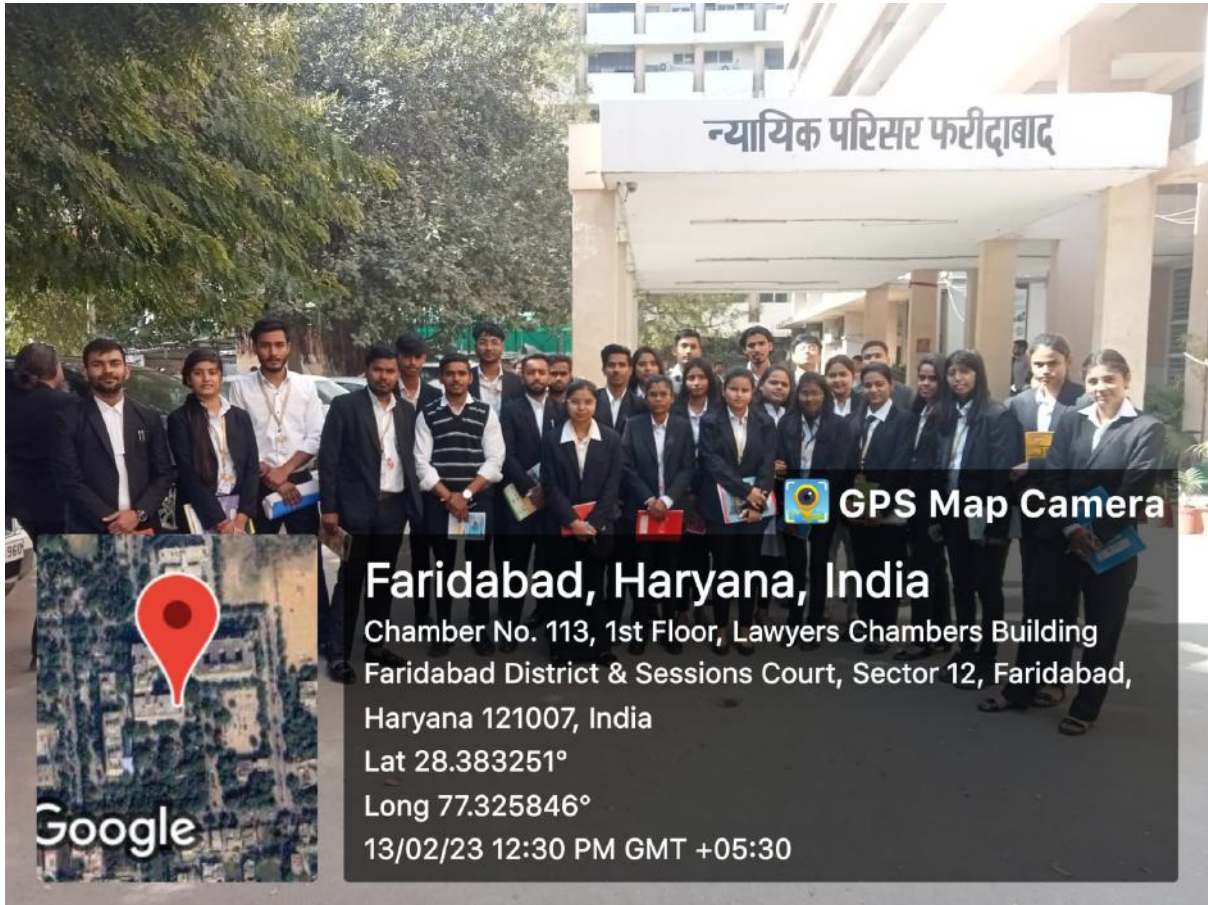 न्यायिक परिसर फरीदाबाद
GPS Map Camera
Faridabad, Haryana, India
Chamber No. 113, 1st Floor, Lawyers Chambers Building
Faridabad District & Sessions Court, Sector 12, Faridabad,
Haryana 121007, India
Lat 28.383251°
Long 77.325846°
13/02/23 12:30 PM GMT +05:30
Google